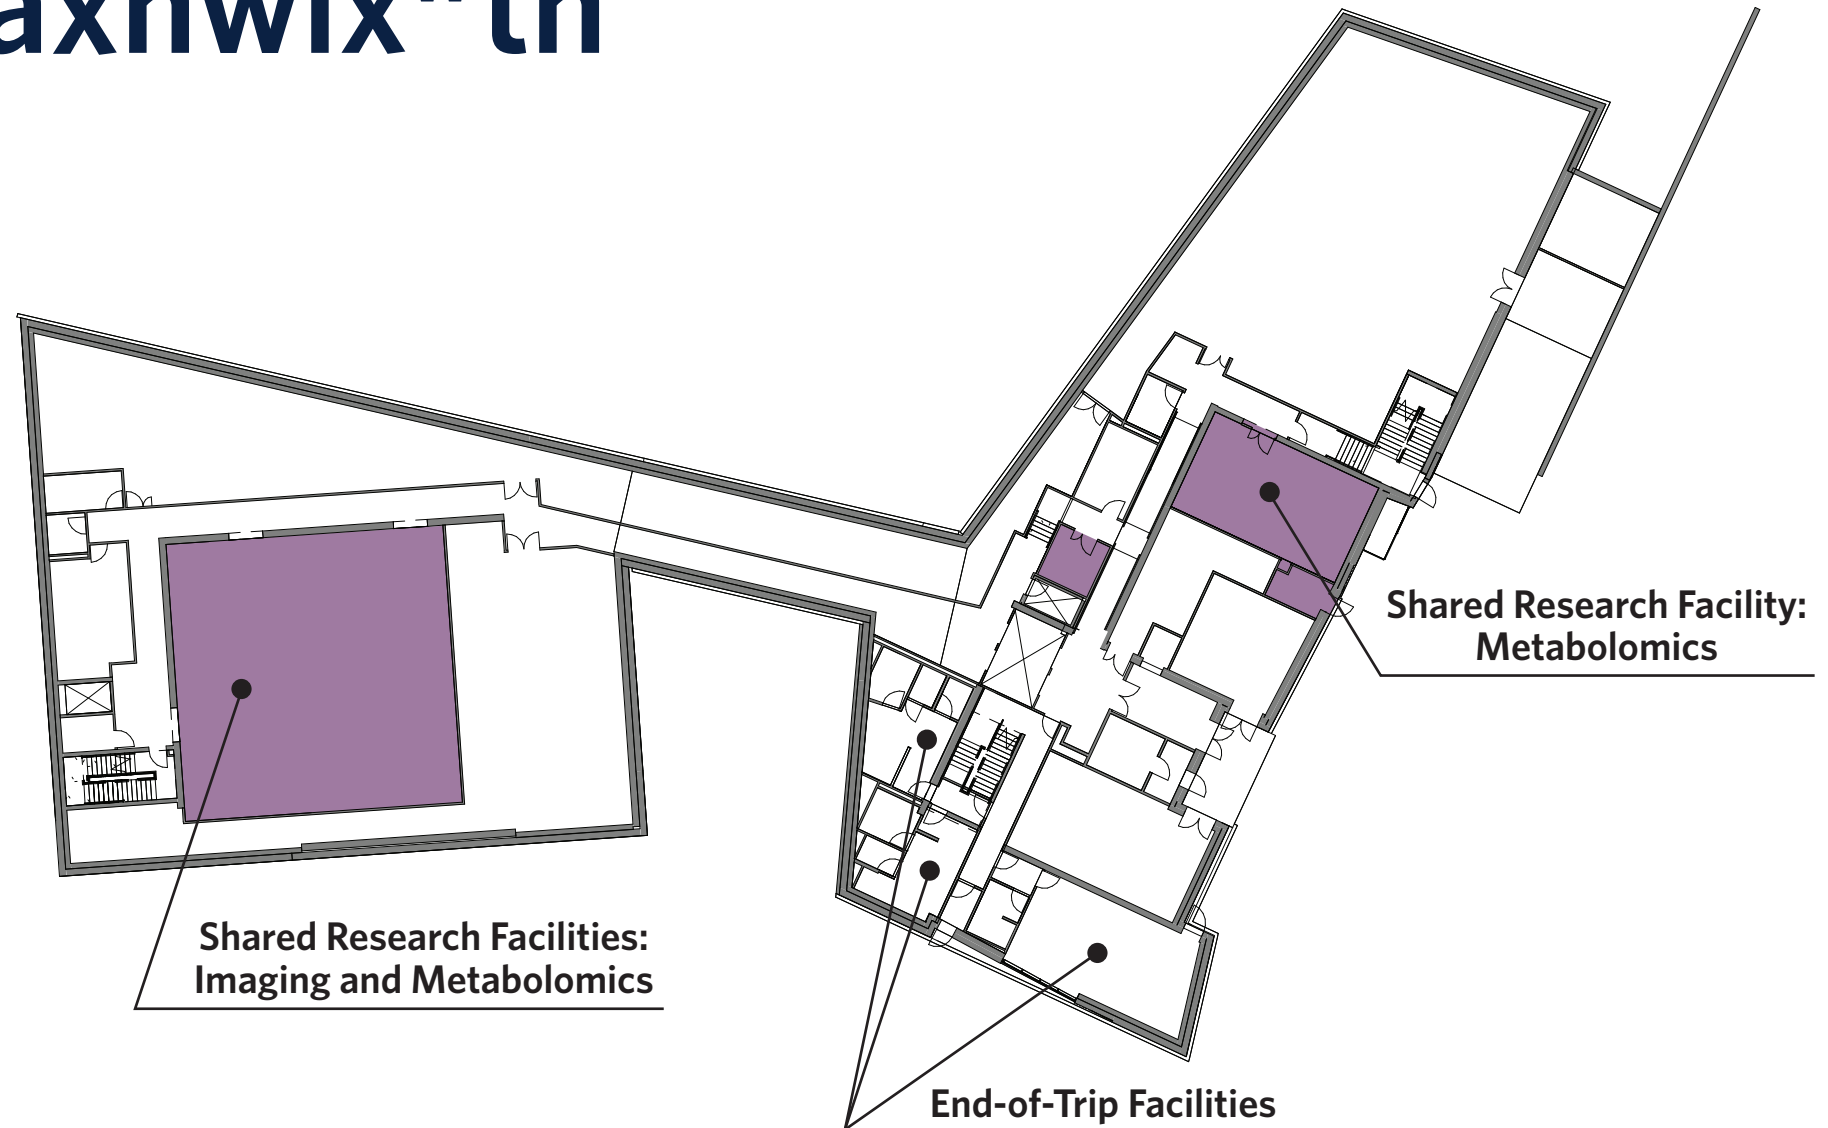 Shared Research Facility:
Metabolomics
Shared Research Facilities:
Imaging and Metabolomics
End-of-Trip Facilities